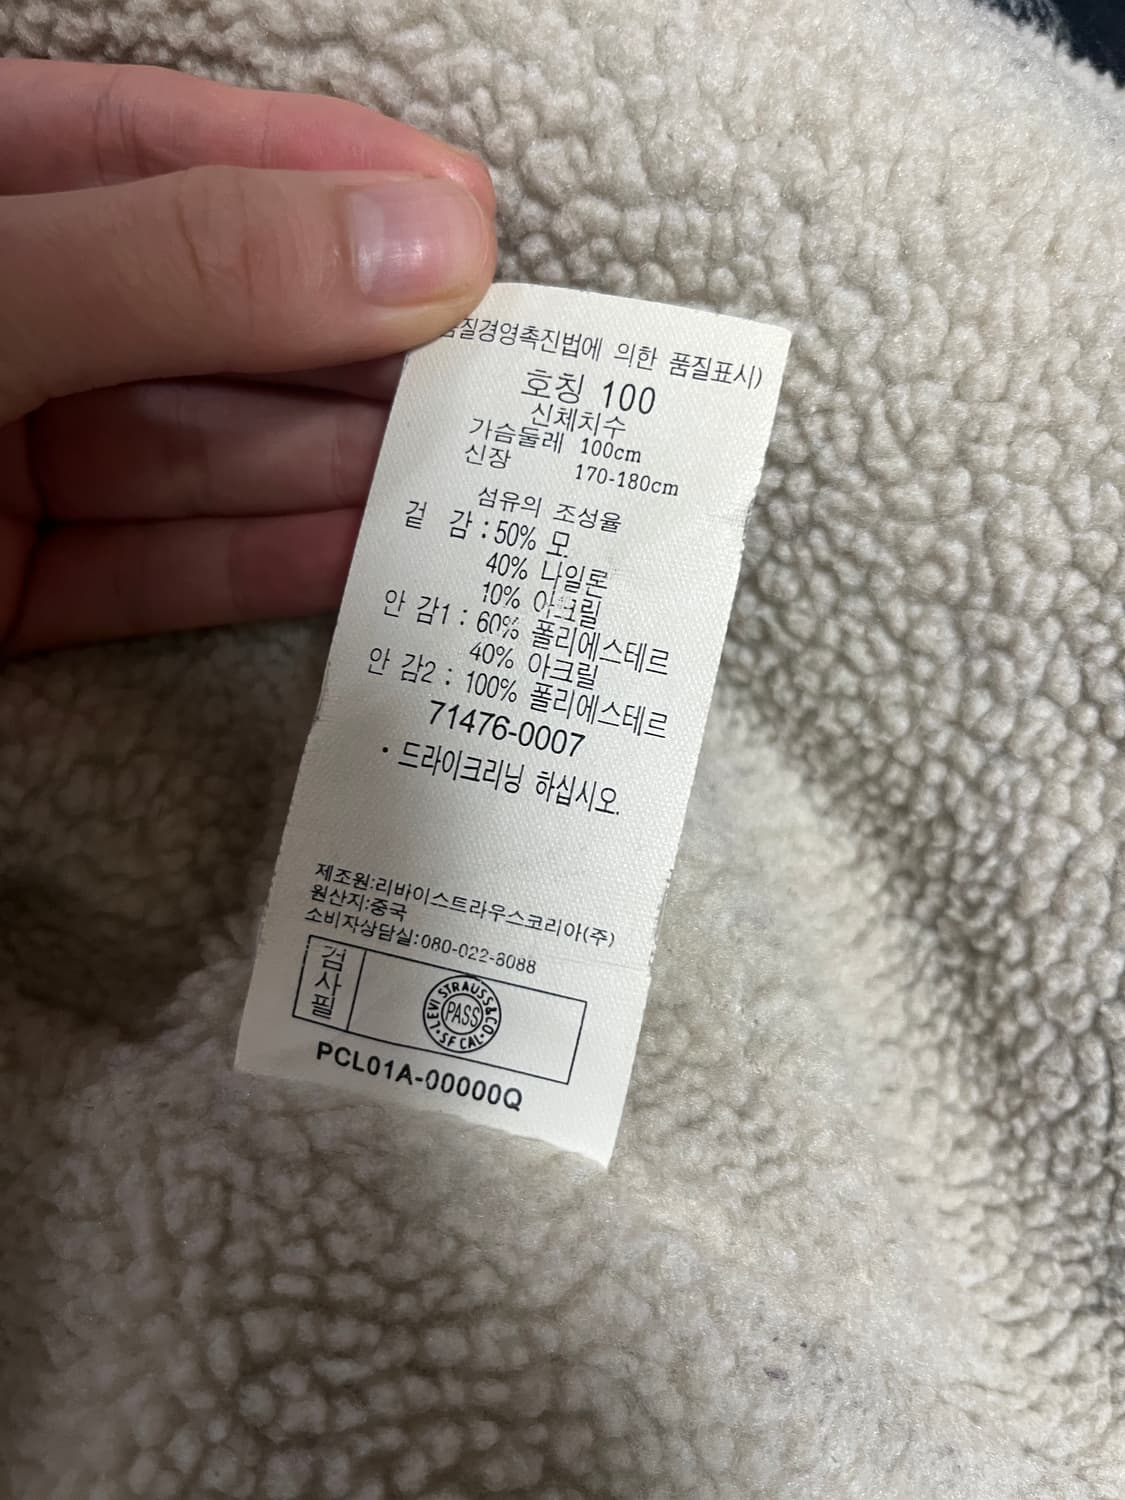 품질경영촉진법에 의한 품질표시)
호칭 100
신체치수
가슴둘레 100cm
신장 170-180cm
섬유의 조성율
겉 감 : 50% 모
40% 나일론
10% 아크릴
안 감1 : 60% 폴리에스테르
40% 아크릴
안 감2 : 100% 폴리에스테르
71476-0007
· 드라이크리닝 하십시오.
제조원:리바이스트라우스코리아(주)
원산지:중국
소비자상담실:080-022-8088
검사필
LEVI STRAUSS & CO
PASS
· SF CAL ·
PCL01A-00000Q